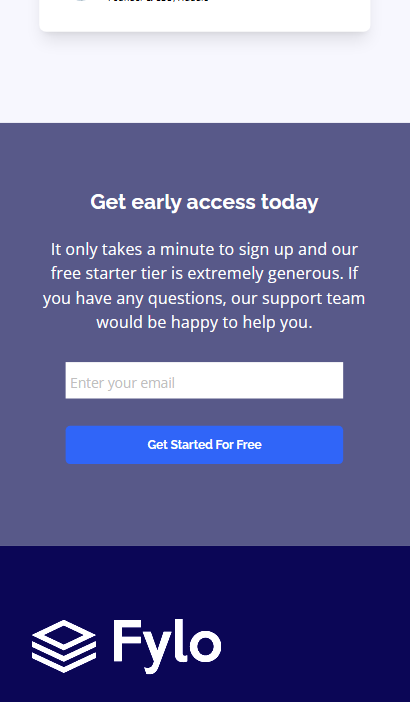 Get early access today
It only takes a minute to sign up and our
free starter tier is extremely generous. If
you have any questions, our support team
would be happy to help you.
Enter your email
Get Started For Free
Fylo